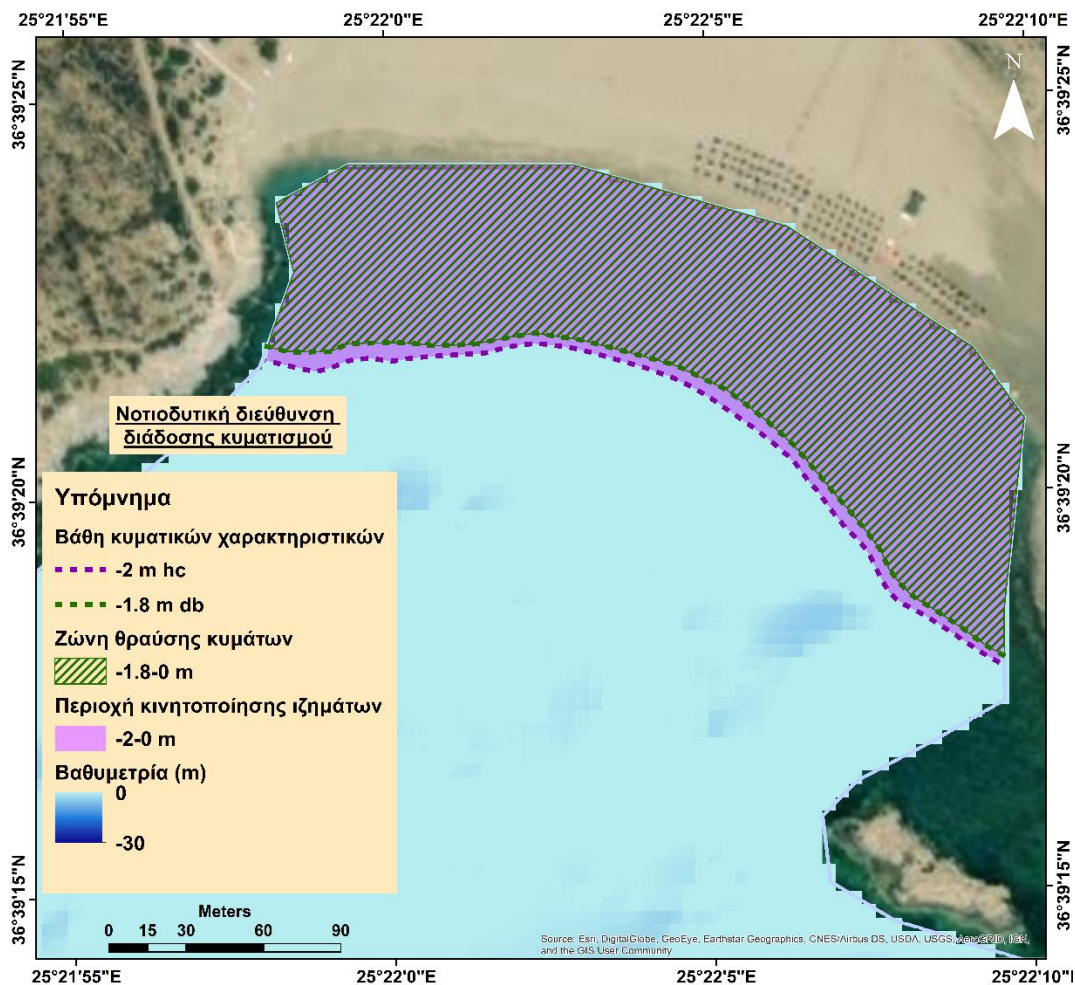 25°21'55"E 25°22'0"E 25°22'5"E 25°22'10"E
36°39'25"N 36°39'25"N
N
Νοτιοδυτική διεύθυνση
διάδοσης κυματισμού
36°39'20"N 36°39'20"N
Υπόμνημα
Βάθη κυματικών χαρακτηριστικών
-2 m hc
-1.8 m db
Ζώνη θραύσης κυμάτων
-1.8-0 m
Περιοχή κινητοποίησης ιζημάτων
-2-0 m
Βαθυμετρία (m)
0
-30
36°39'15"N 36°39'15"N
Meters
0 15 30 60 90
Source: Esri, DigitalGlobe, GeoEye, Earthstar Geographics, CNES/Airbus DS, USDA, USGS, AeroGRID, IGN,
and the GIS User Community
25°21'55"E 25°22'0"E 25°22'5"E 25°22'10"E